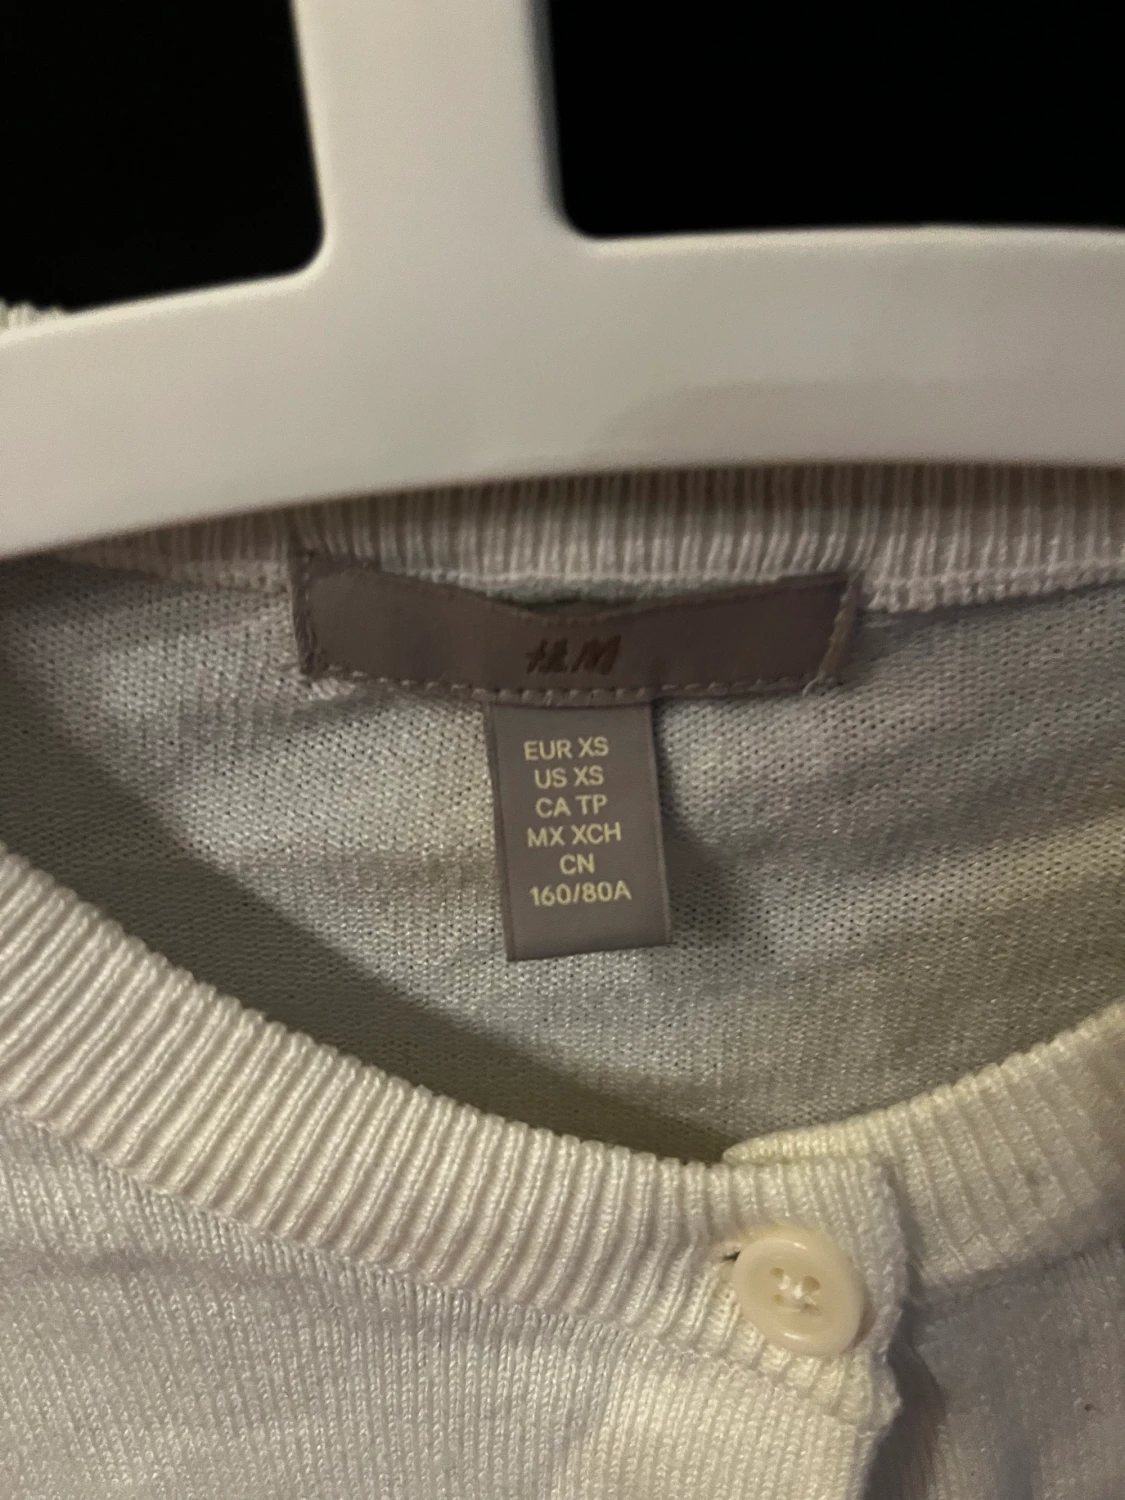 H&M
EUR XS
US XS
CA TP
MX XCH
CN
160/80A